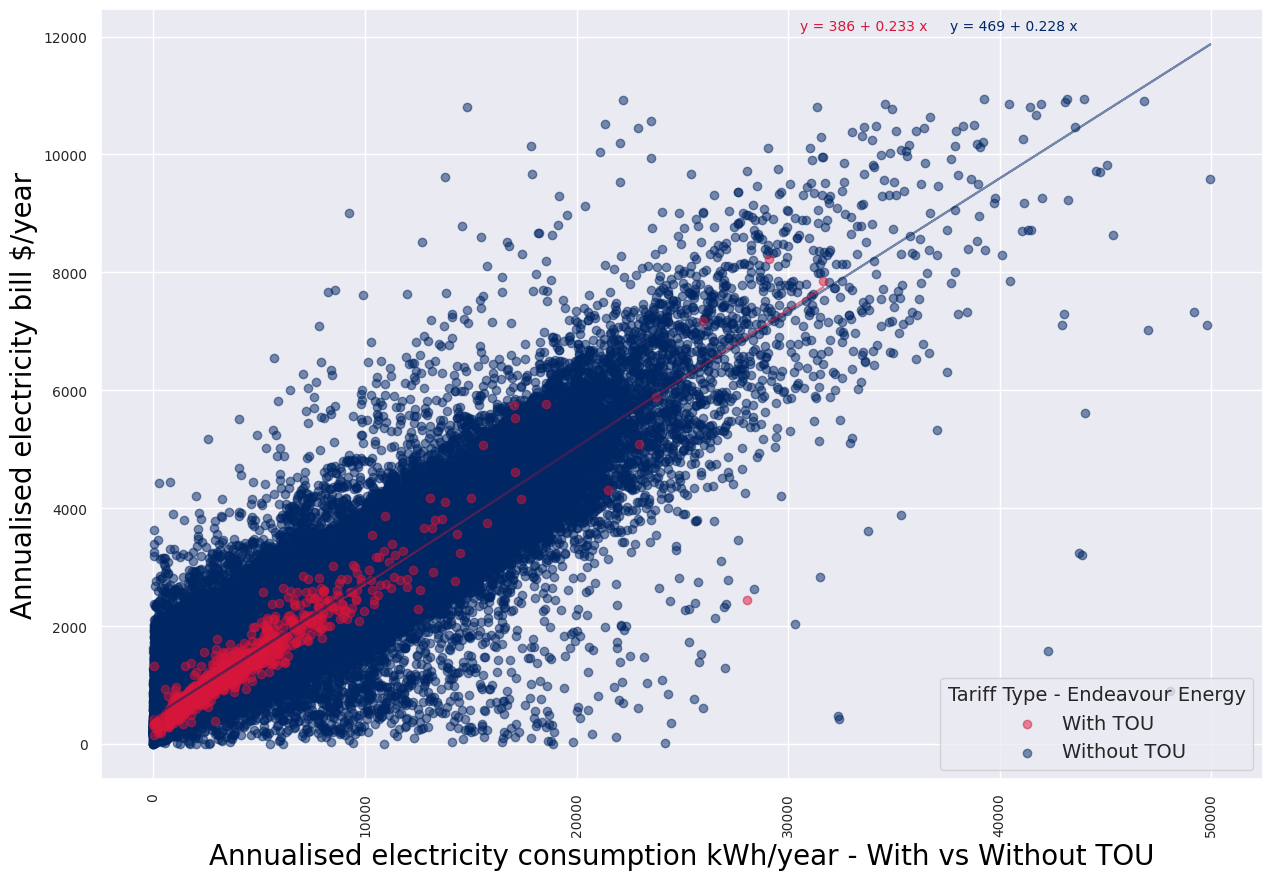 y = 386 + 0.233 x y = 469 + 0.228 x
12000
10000
8000
6000
4000
2000
0
Annualised electricity bill $/year
Tariff Type - Endeavour Energy
With TOU
Without TOU
0 10000 20000 30000 40000 50000
Annualised electricity consumption kWh/year - With vs Without TOU